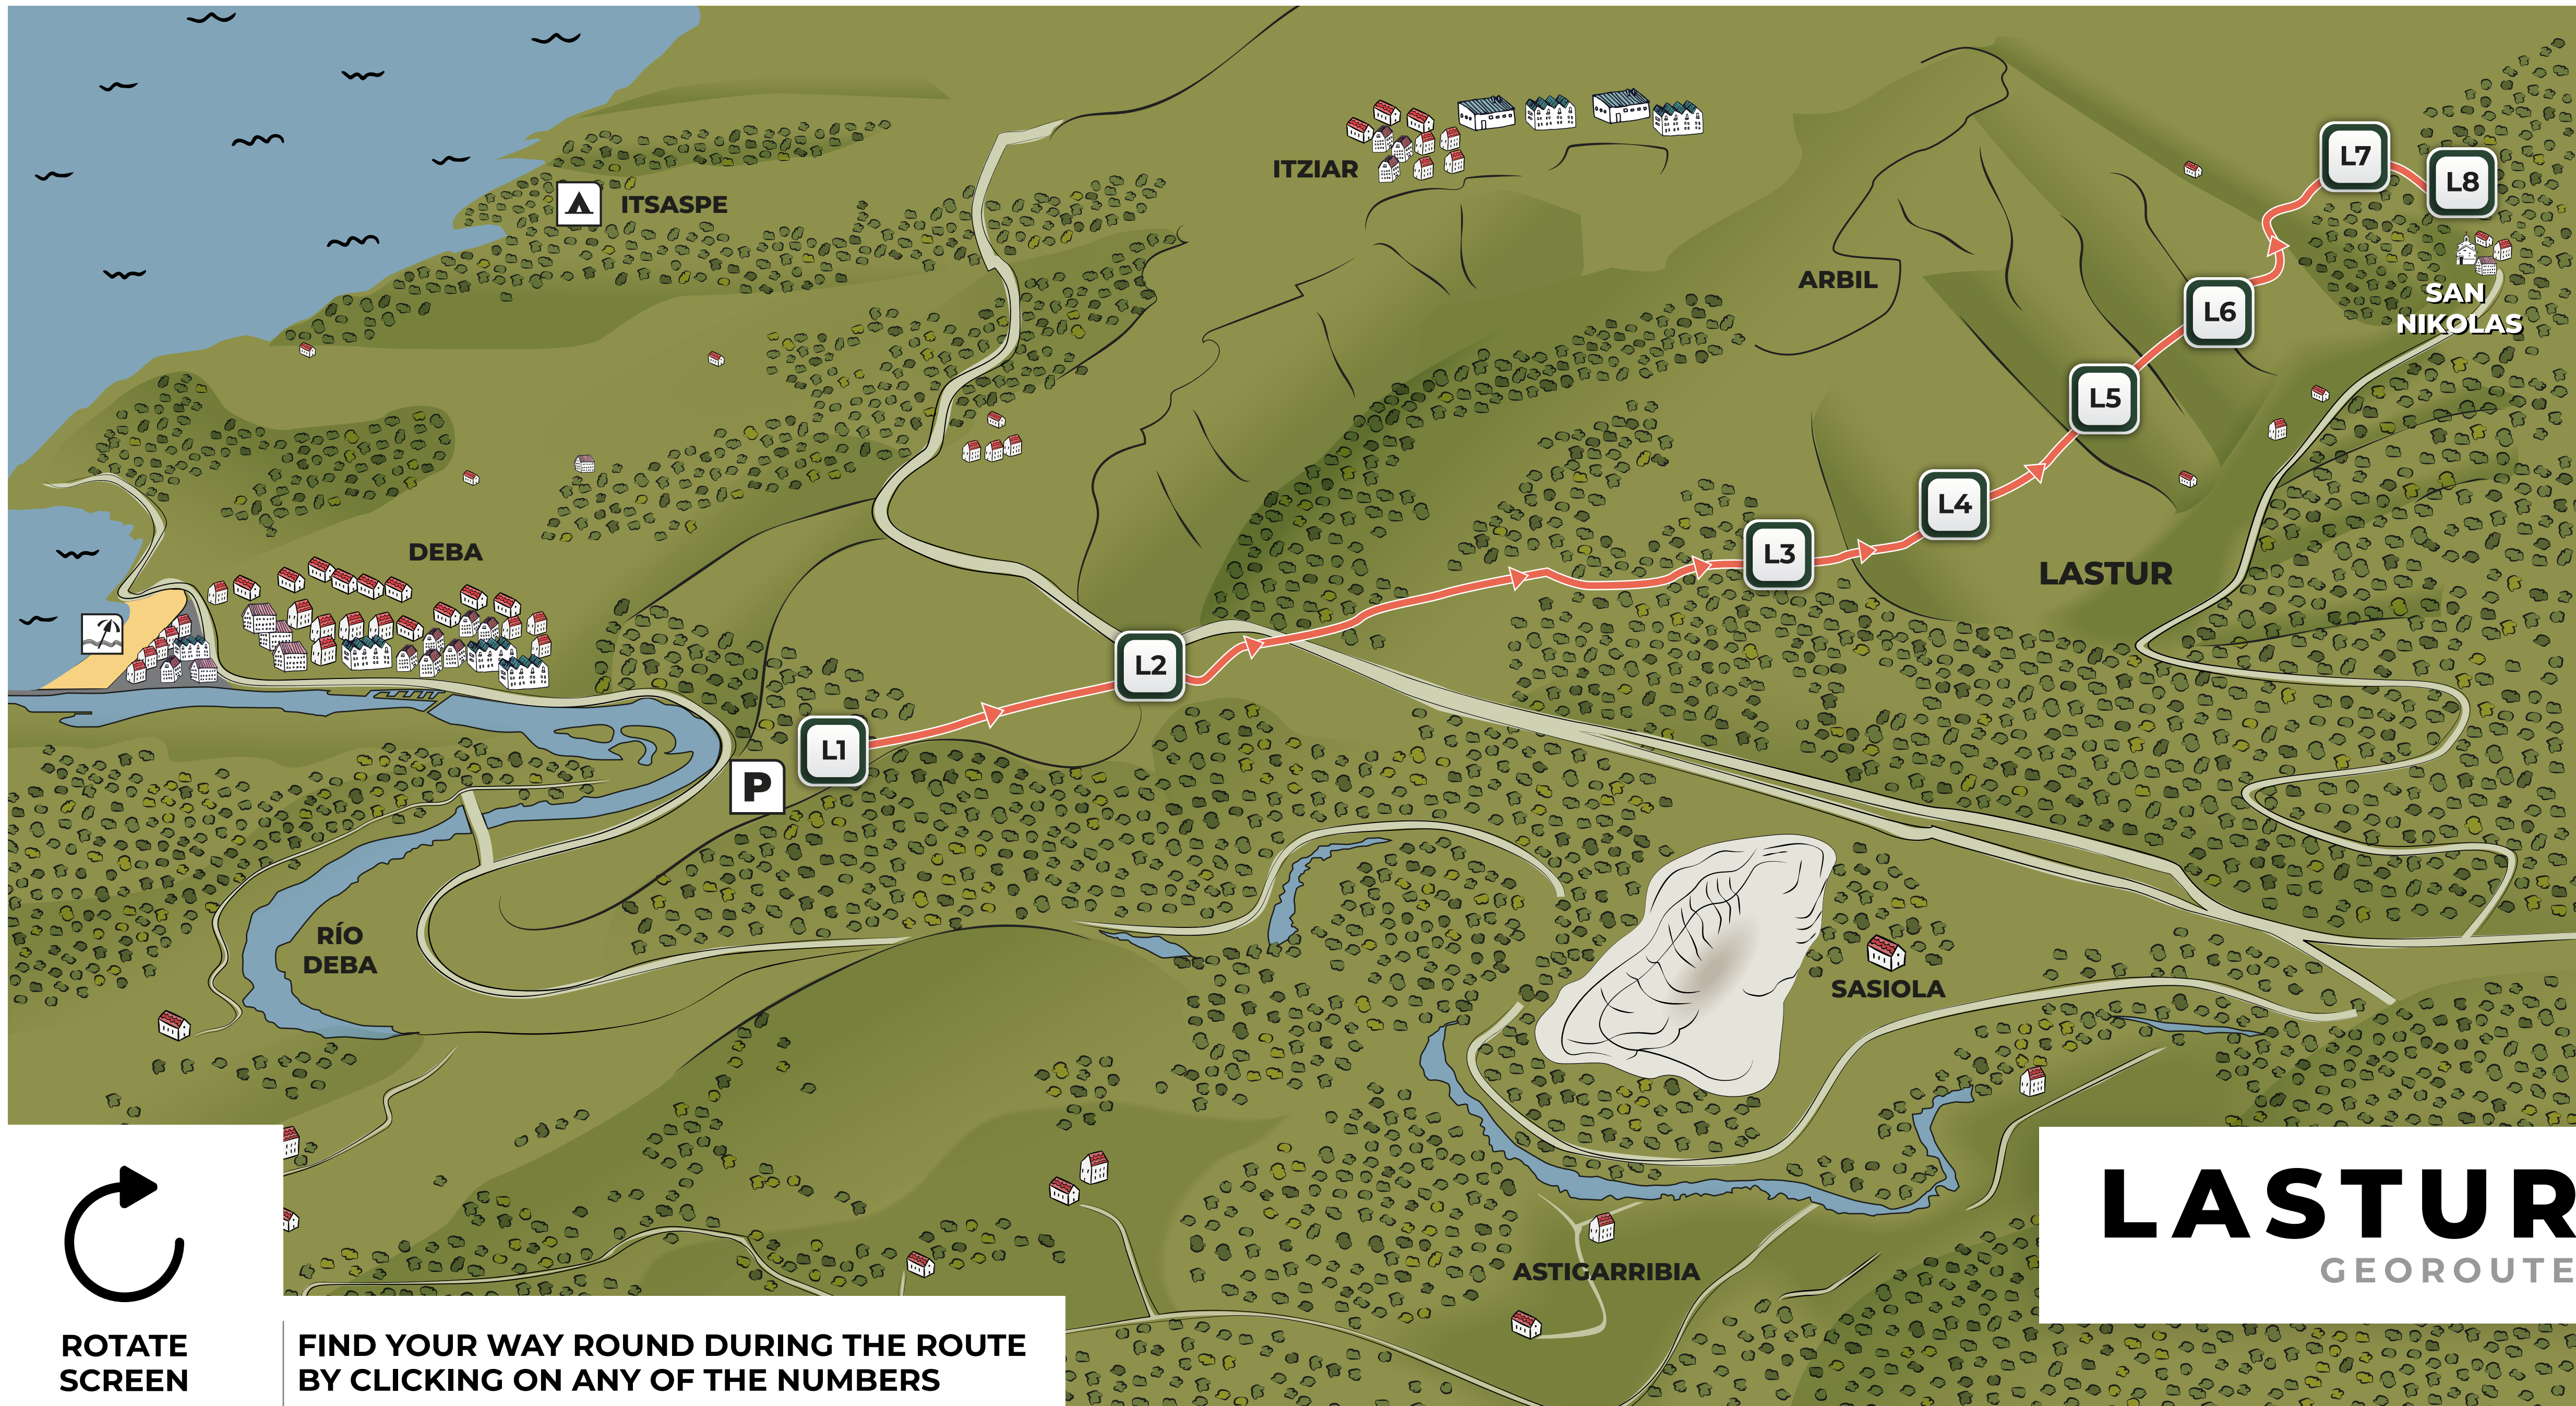 ITZIAR
ITSASPE
L7
L8
ARBIL
SAN
NIKOLAS
L6
L5
L4
DEBA
L3
LASTUR
L2
L1
P
RÍO
DEBA
SASIOLA
ASTIGARRIBIA
LASTUR
GEOROUTE
ROTATE
SCREEN
FIND YOUR WAY ROUND DURING THE ROUTE
BY CLICKING ON ANY OF THE NUMBERS